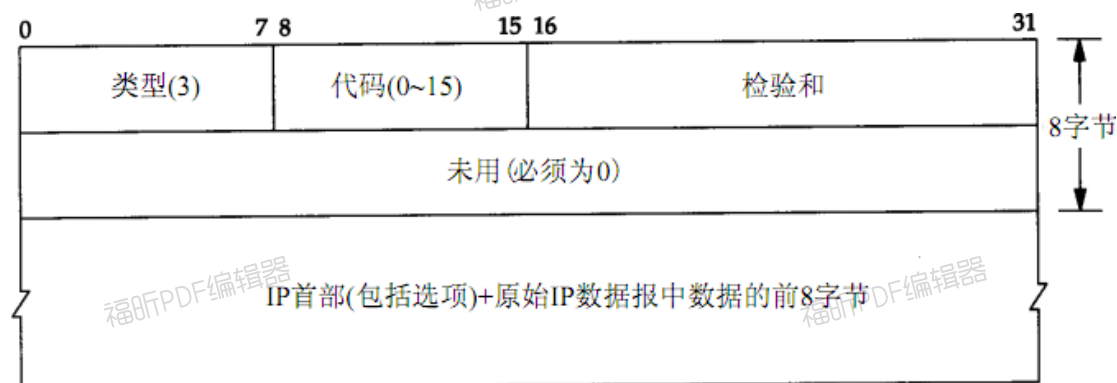 0 7 8 15 16 31
类型(3) 代码(0~15) 检验和
8字节
未用(必须为0)
福昕PDF编辑器 福昕PDF编辑器
IP首部(包括选项)+原始IP数据报中数据的前8字节